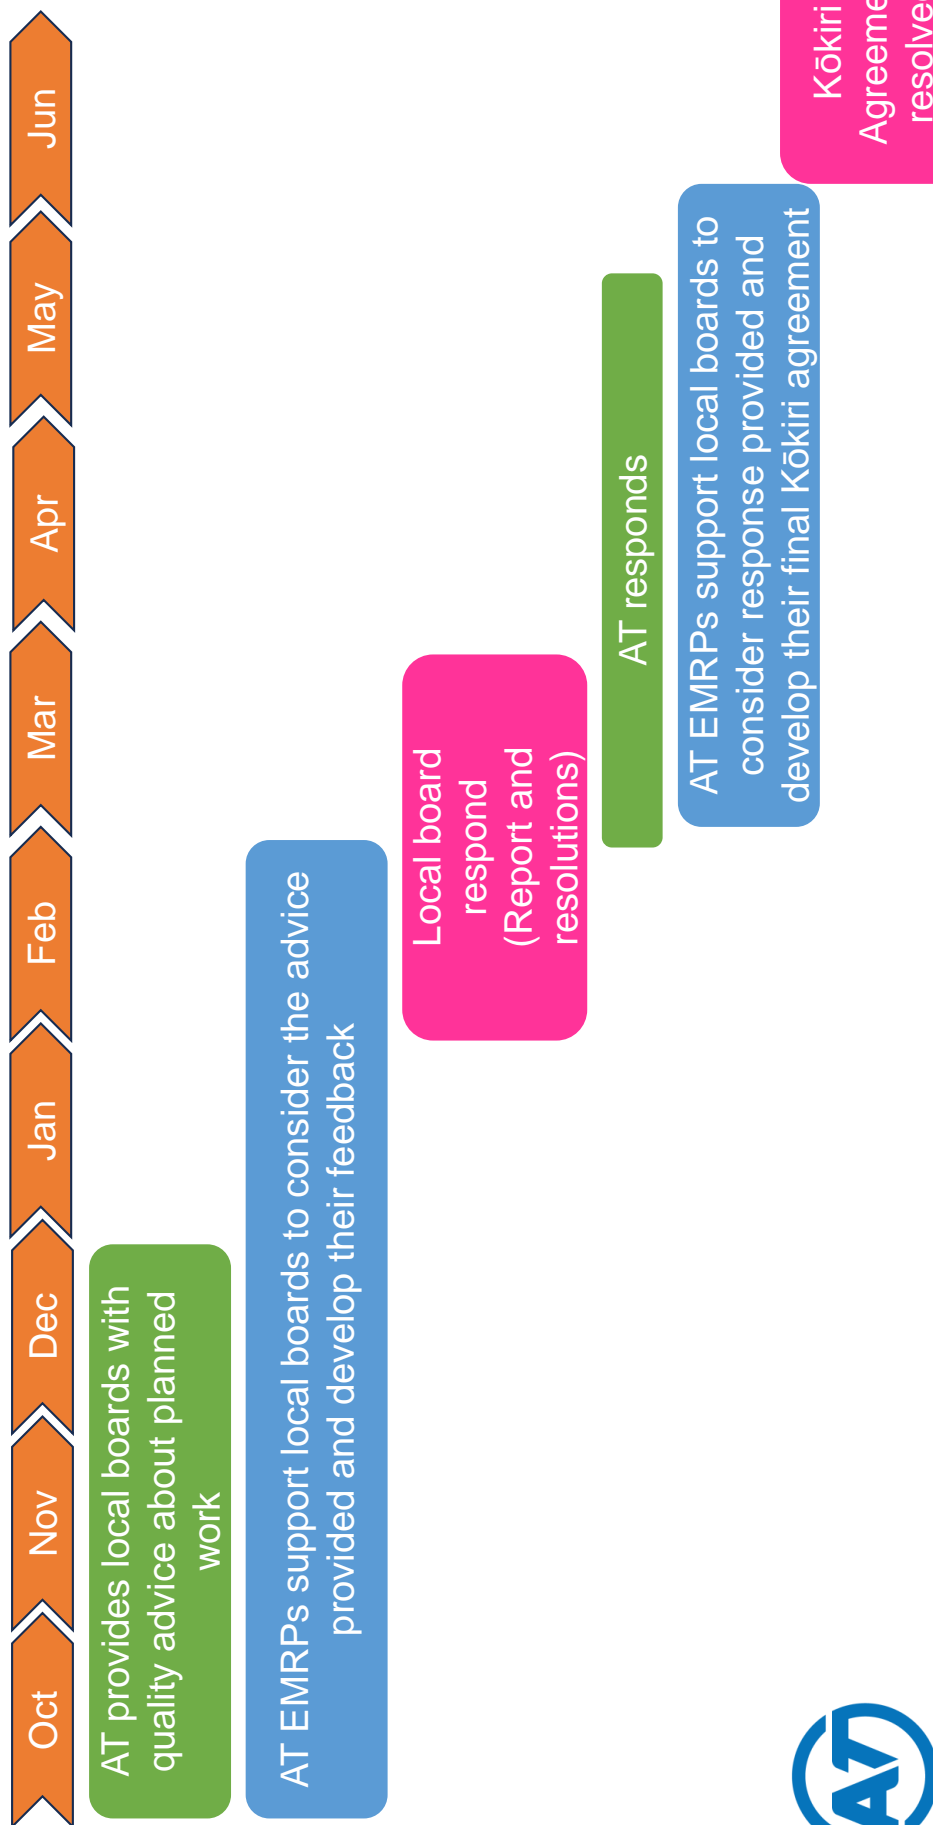 Oct
Nov
Dec
Jan
Feb
Mar
Apr
May
Jun
AT provides local boards with
quality advice about planned
work
AT EMRPs support local boards to consider the advice
provided and develop their feedback
Local board
respond
(Report and
resolutions)
AT responds
AT EMRPs support local boards to
consider response provided and
develop their final Kōkiri agreement
Kōkiri
AT